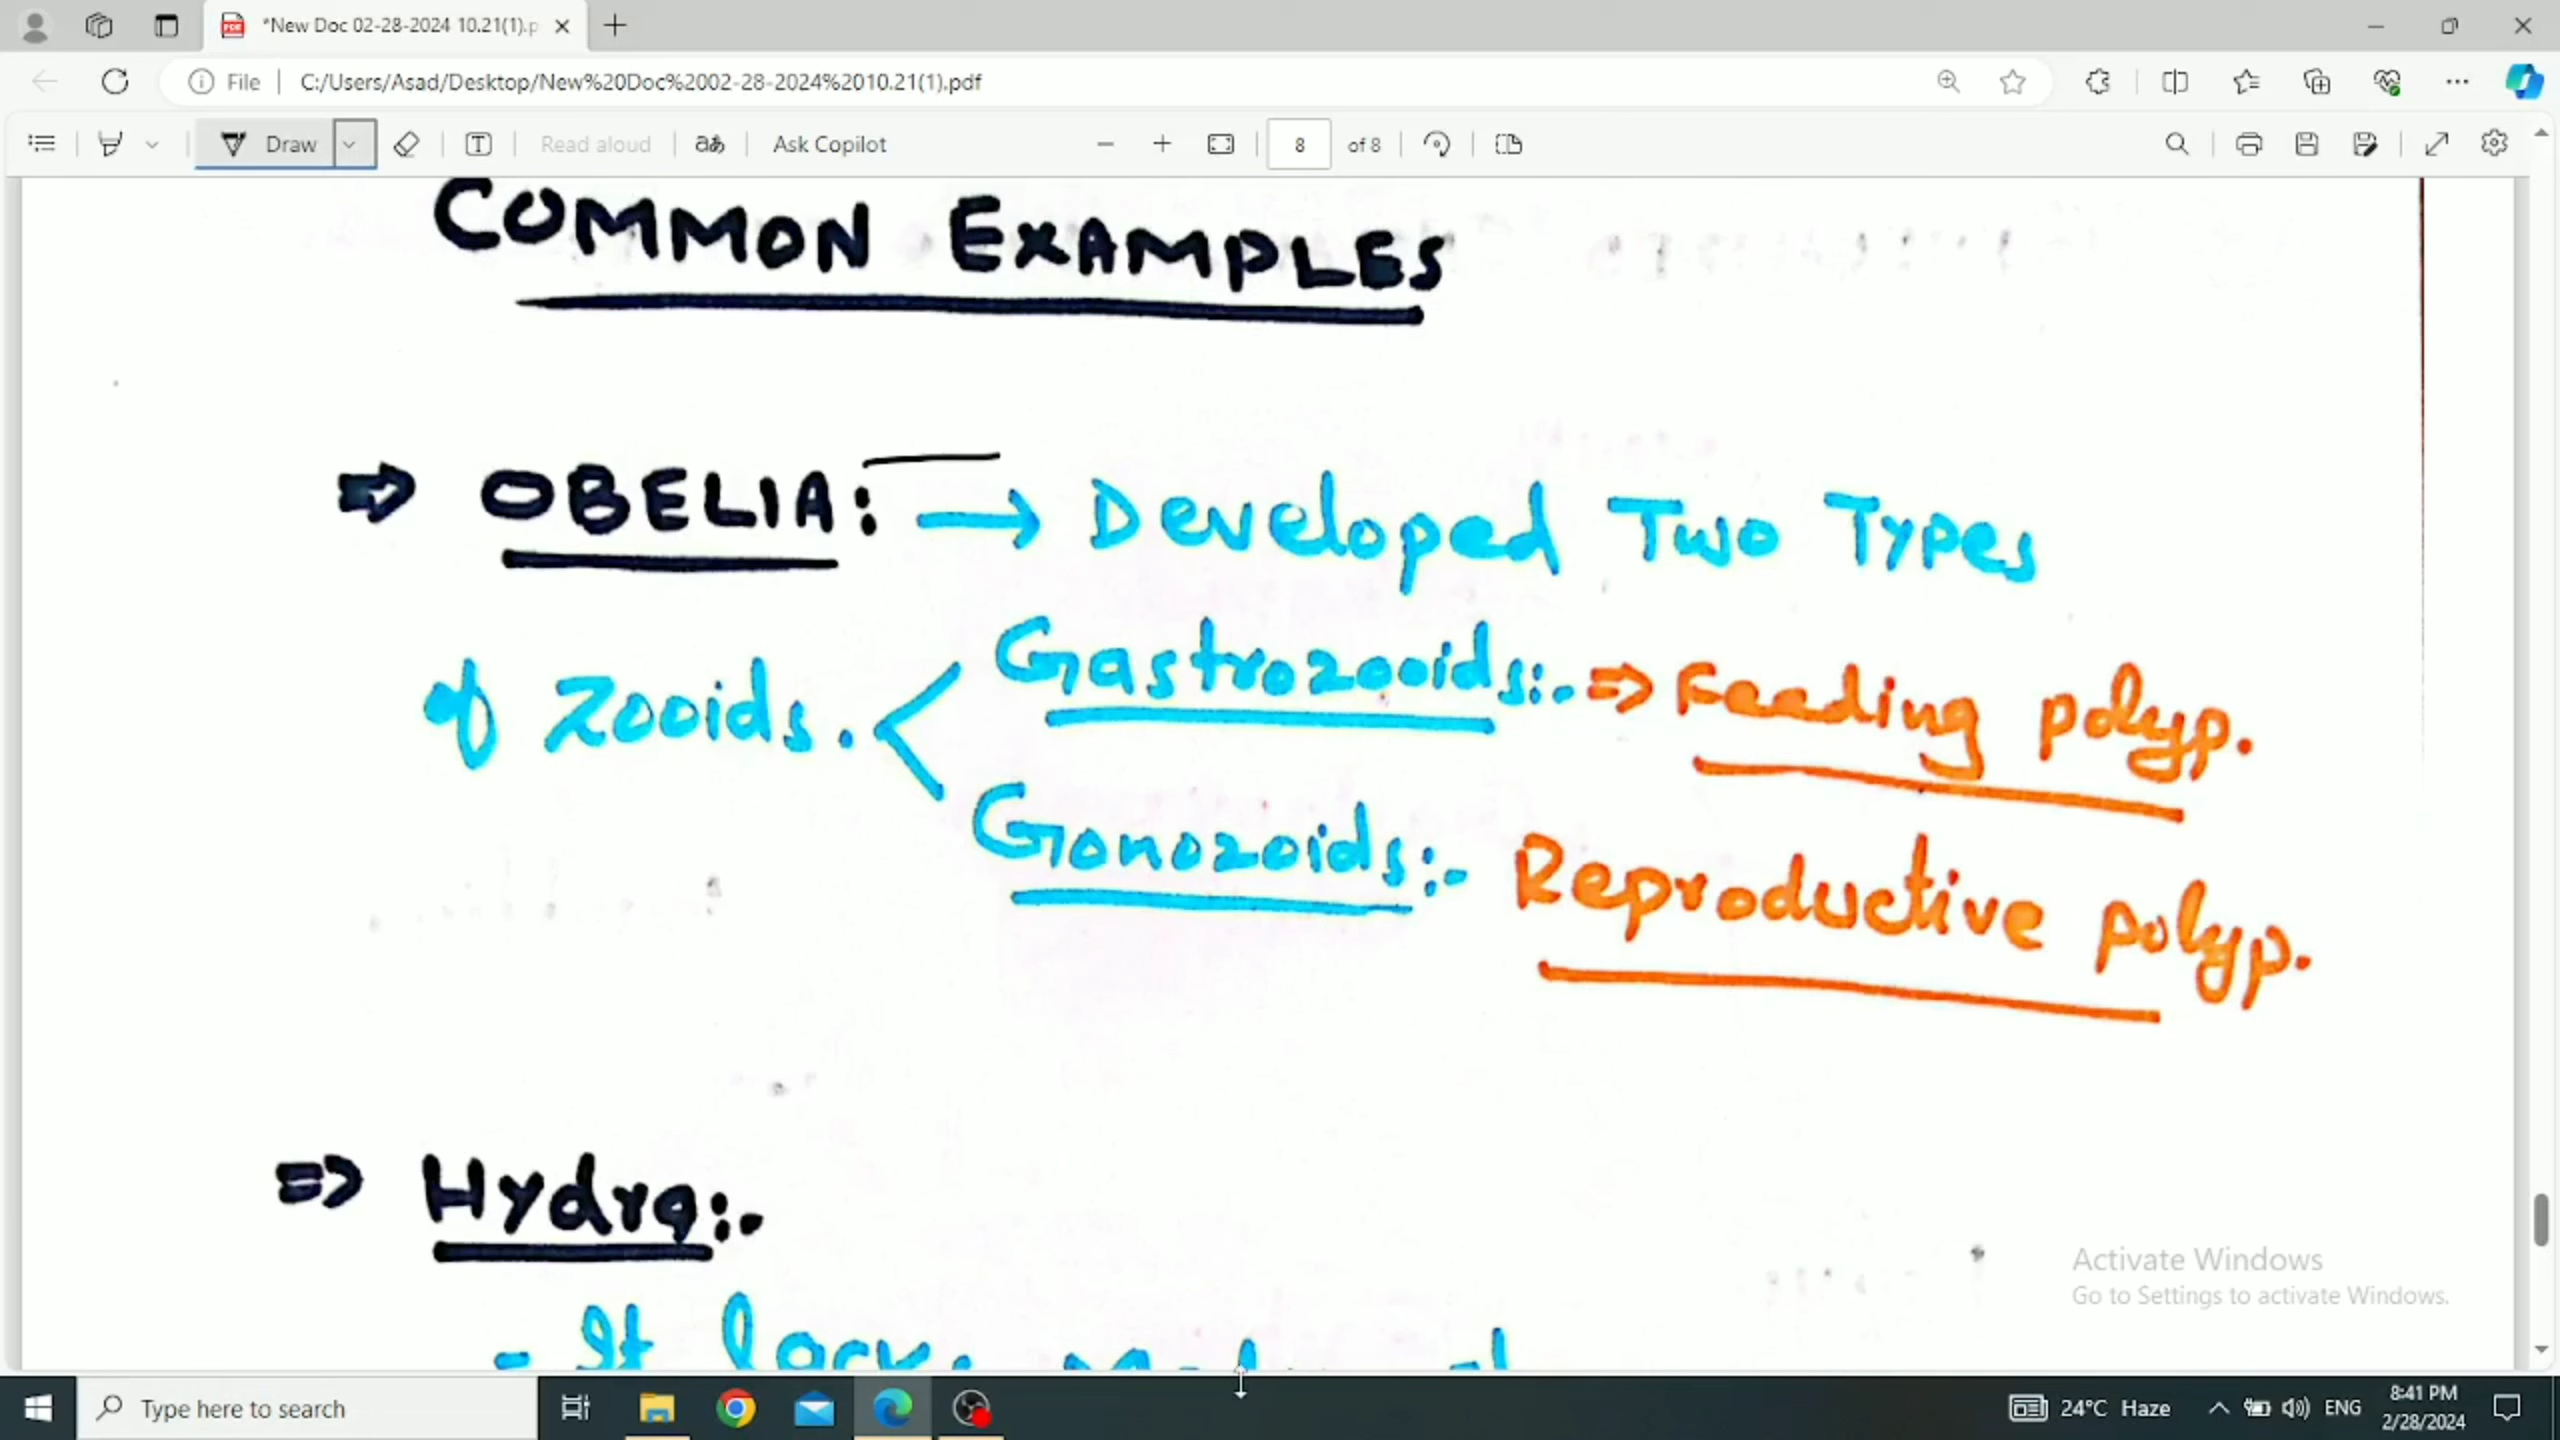 *New Doc 02-28-2024 10.21(1).p
File C:/Users/Asad/Desktop/New%20Doc%2002-28-2024%2010.21(1).pdf
Draw Read aloud Ask Copilot 8 of 8
COMMON EXAMPLES
⇒ OBELIA: → Developed Two Types
of Zooids. < Gastrozooids:- ⇒ Feeding polyp.
Gonozoids:- Reproductive polyp.
⇒ Hydra:-
- It lacks
Activate Windows
Go to Settings to activate Windows.
Type here to search 24°C Haze ENG 8:41 PM
2/28/2024